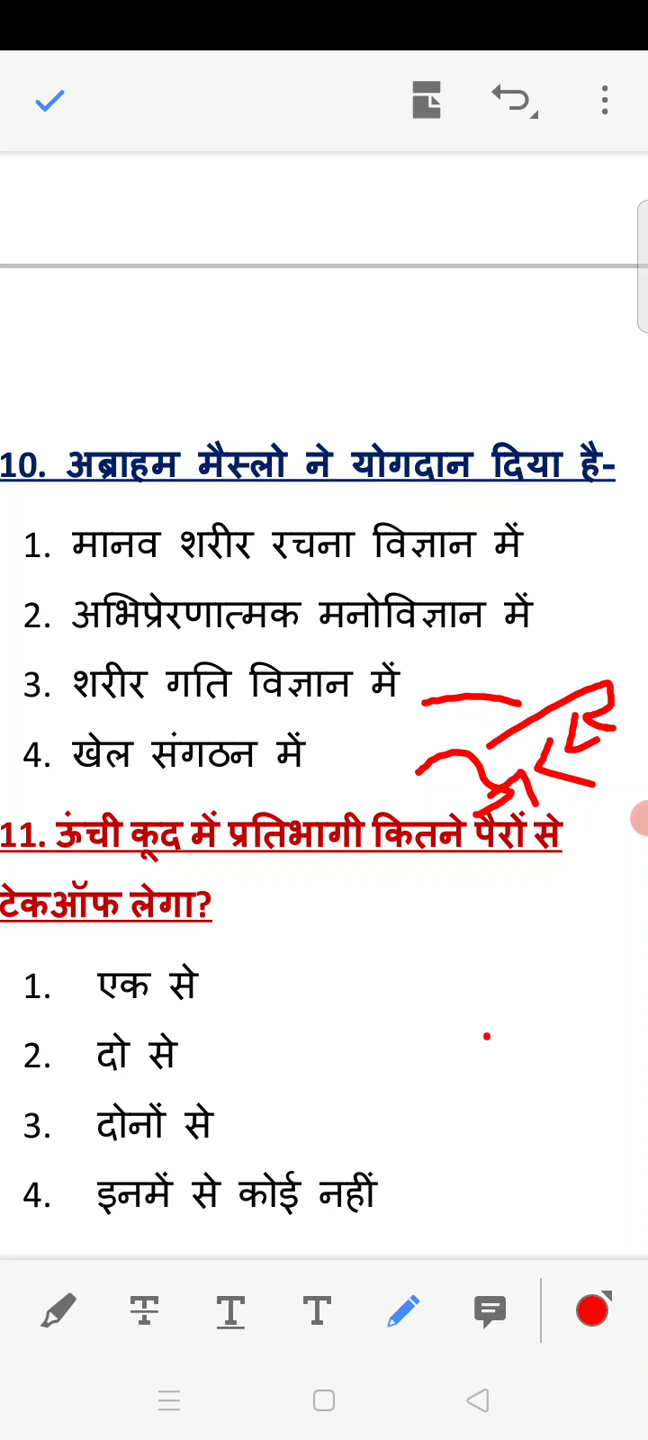 10. अब्राहम मैस्लो ने योगदान दिया है-
1. मानव शरीर रचना विज्ञान में
2. अभिप्रेरणात्मक मनोविज्ञान में
3. शरीर गति विज्ञान में
4. खेल संगठन में
11. ऊंची कूद में प्रतिभागी कितने पैरों से
टेकऑफ लेगा?
1. एक से
2. दो से
3. दोनों से
4. इनमें से कोई नहीं